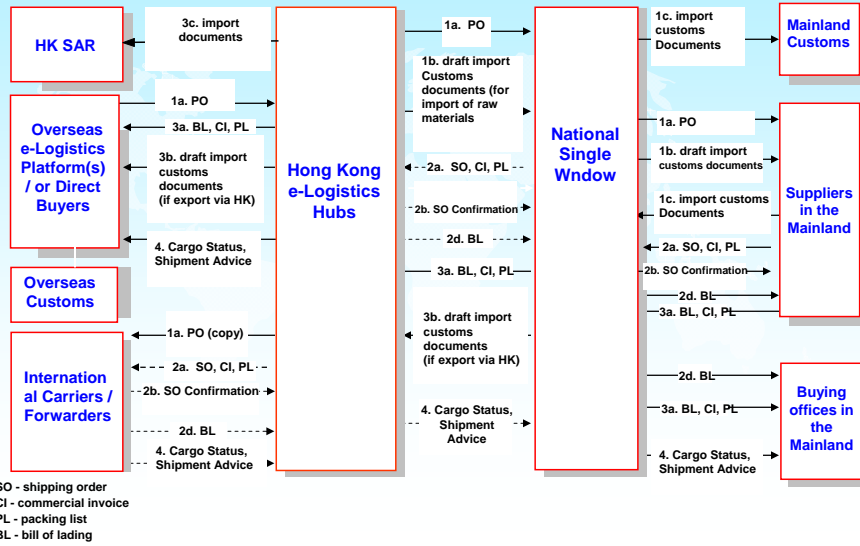 HK SAR
3c. import
documents
1a. PO
1c. import
customs
Documents
Mainland
Customs
1b. draft import
Customs
documents (for
import of raw
materials
1a. PO
3a. BL, CI, PL
Overseas
e-Logistics
Platform(s)
/ or Direct
Buyers
3b. draft import
customs
documents
(if export via HK)
4. Cargo Status,
Shipment Advice
Overseas
Customs
Hong Kong
e-Logistics
Hubs
2a. SO, CI, PL
2b. SO Confirmation
2d. BL
3a. BL, CI, PL
3b. draft import
customs
documents
(if export via HK)
4. Cargo Status,
Shipment
Advice
National
Single
Wndow
1a. PO
1b. draft import
customs documents
1c. import customs
Documents
2a. SO, CI, PL
2b. SO Confirmation
2d. BL
3a. BL, CI, PL
Suppliers
in the
Mainland
1a. PO (copy)
2a. SO, CI, PL
2b. SO Confirmation
2d. BL
4. Cargo Status,
Shipment Advice
Internation
al Carriers /
Forwarders
2d. BL
3a. BL, CI, PL
4. Cargo Status,
Shipment Advice
Buying
offices in
the
Mainland
SO - shipping order
CI - commercial invoice
PL - packing list
BL - bill of lading